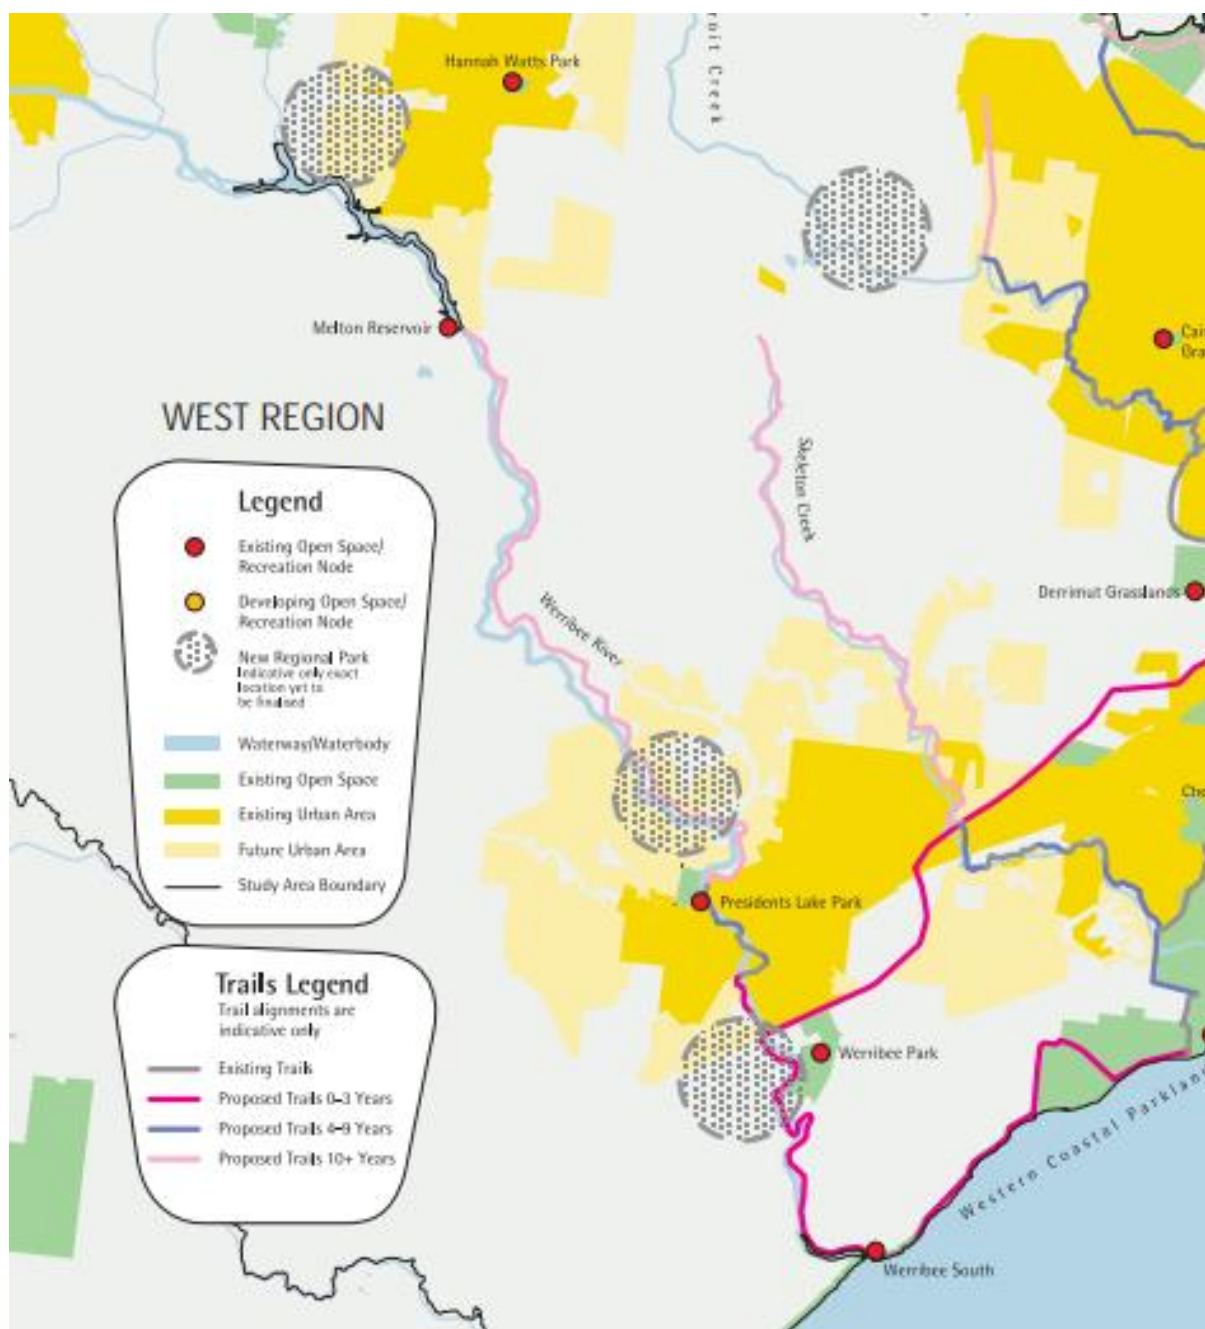 Hannah Watts Park
Creek
Melton Reservoir
WEST REGION
Skeleton Creek
Werribee River
Derrimut Grasslands
Legend
Existing Open Space/
Recreation Node
Developing Open Space/
Recreation Node
New Regional Park
Indicative only exact
location yet to
be finalised
Waterway/Waterbody
Existing Open Space
Existing Urban Area
Future Urban Area
Study Area Boundary
Presidents Lake Park
Trails Legend
Trail alignments are
indicative only
Existing Trails
Proposed Trails 0–3 Years
Proposed Trails 4–9 Years
Proposed Trails 10+ Years
Werribee Park
Western Coastal Parklan
Werribee South